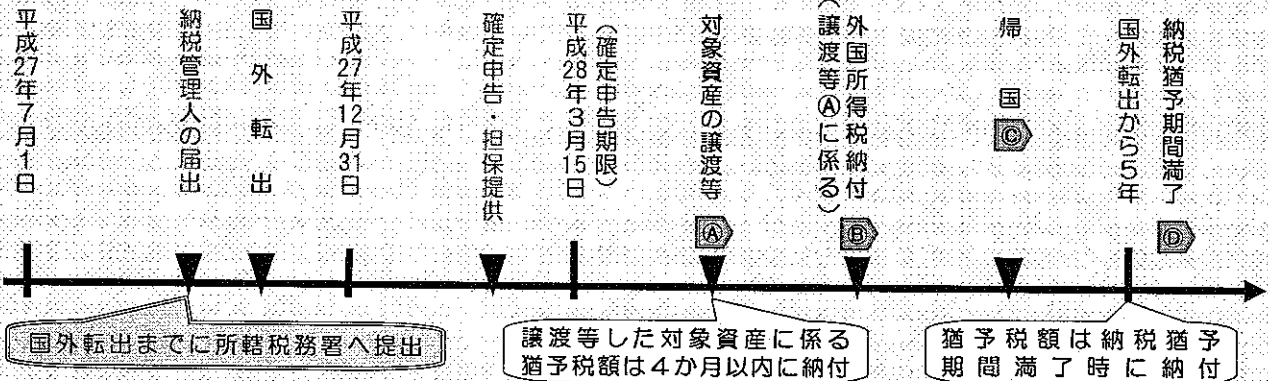 平成27年7月1日
納税管理人の届出
国外転出
平成27年12月31日
確定申告・担保提供
平成28年3月15日
（確定申告期限）
対象資産の譲渡等
Ⓐ
外国所得税納付
（譲渡等Ⓐに係る）
Ⓑ
帰国
Ⓒ
国外転出から5年
納税猶予期間満了
Ⓓ
国外転出までに所轄税務署へ提出
譲渡等した対象資産に係る
猶予税額は4か月以内に納付
猶予税額は納税猶予
期間満了時に納付